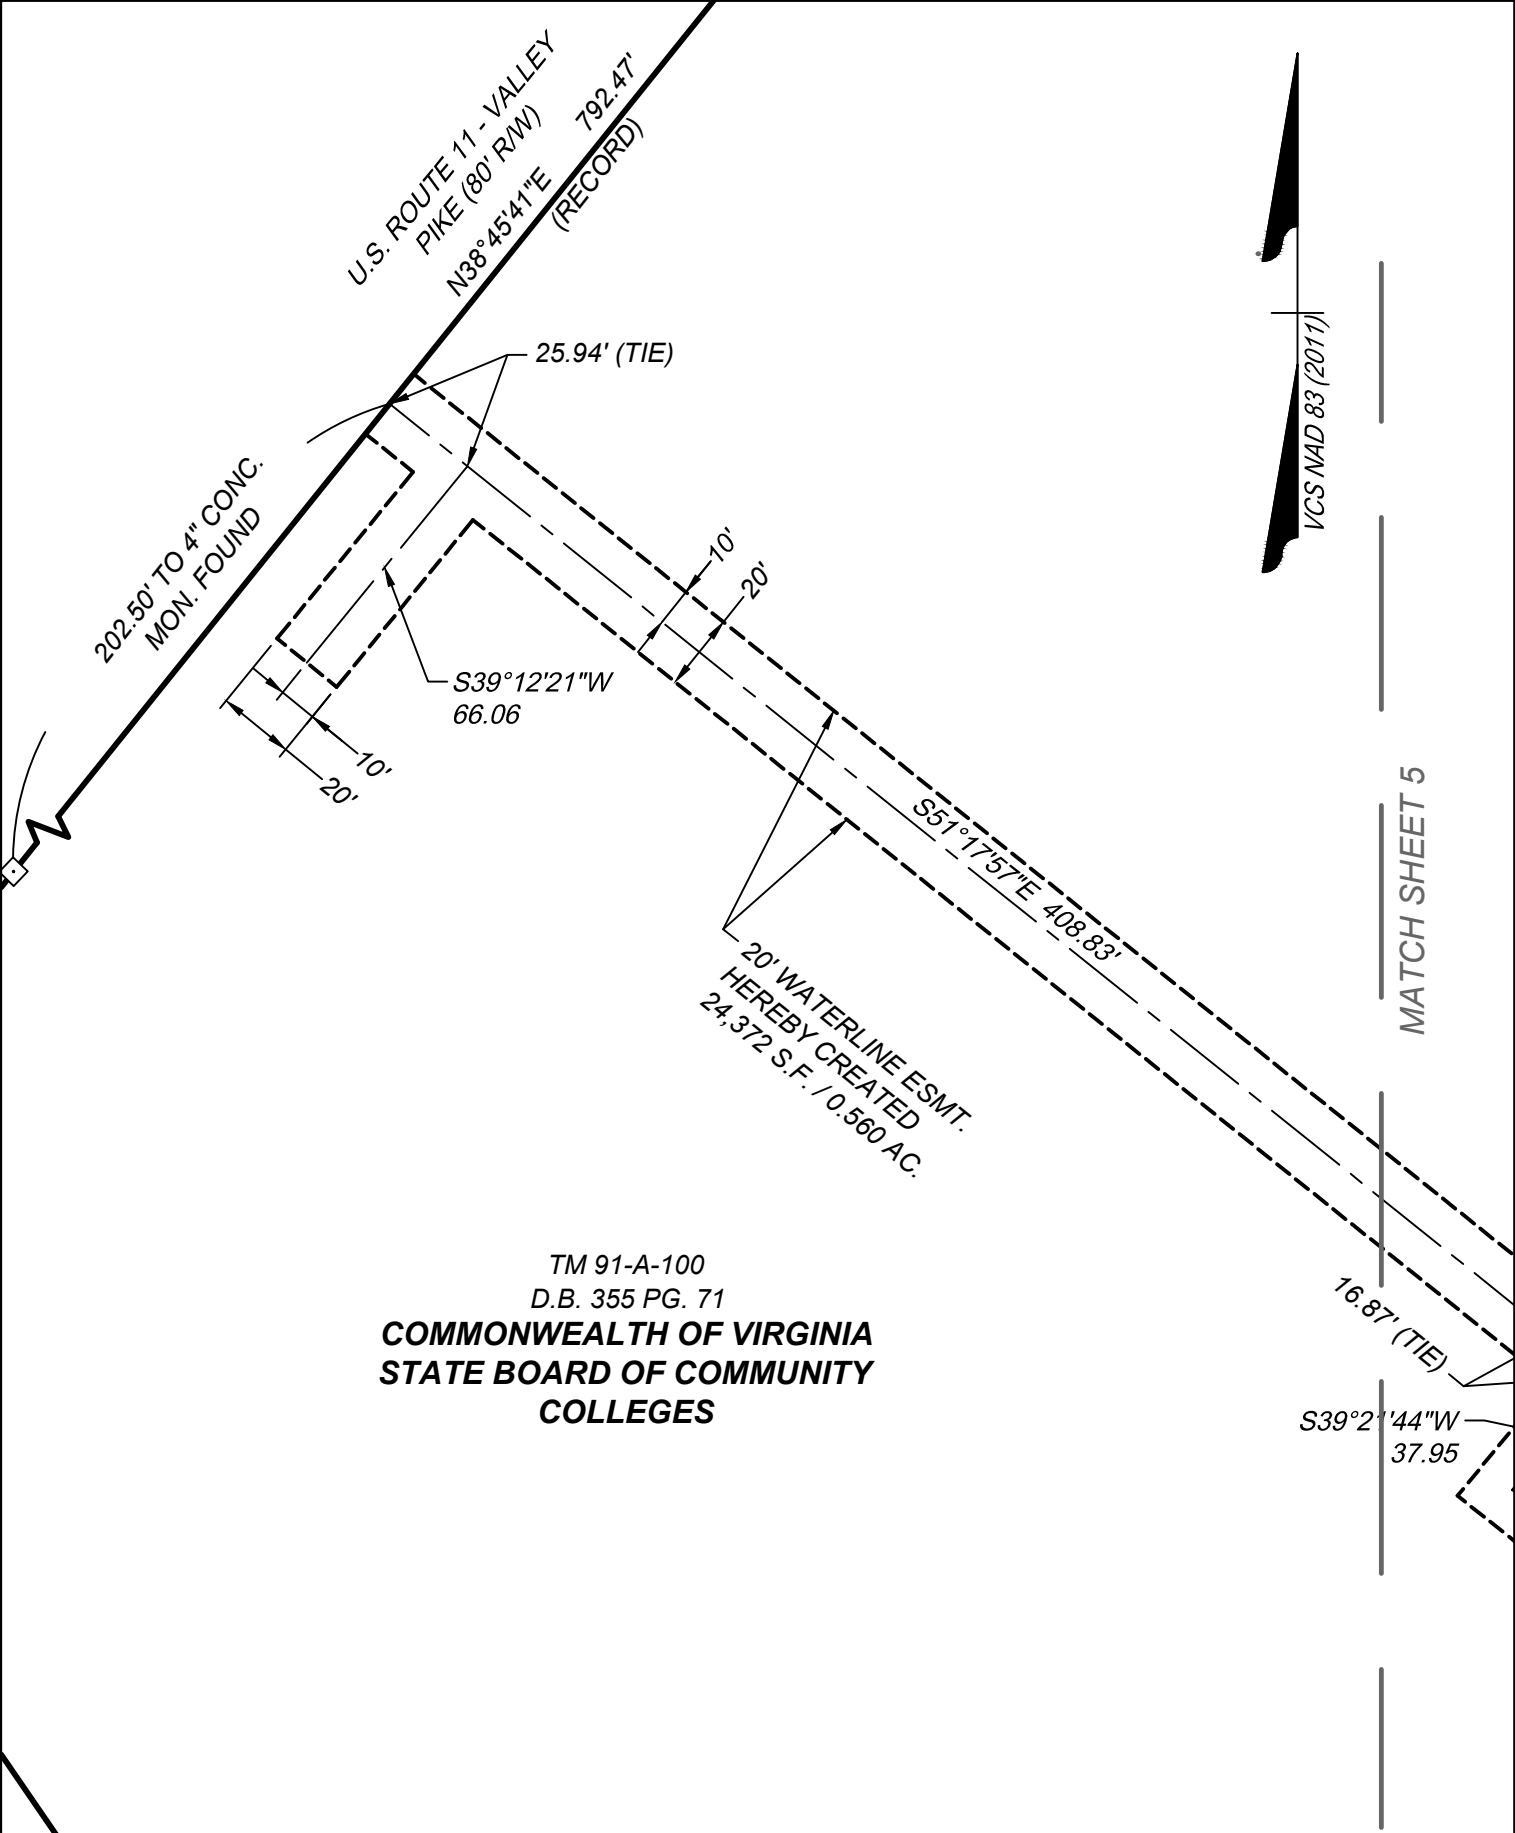 U.S. ROUTE 11 - VALLEY
PIKE (80' R/W)
N38°45'41"E 792.47'
(RECORD)
25.94' (TIE)
VCS NAD 83 (2011)
202.50' TO 4" CONC.
MON. FOUND
10'
20'
S39°12'21"W
66.06
10'
20'
S51°17'57"E 408.83'
MATCH SHEET 5
20' WATERLINE ESMT.
HEREBY CREATED
24,372 S.F. / 0.560 AC.
TM 91-A-100
D.B. 355 PG. 71
COMMONWEALTH OF VIRGINIA
STATE BOARD OF COMMUNITY
COLLEGES
16.87' (TIE)
S39°21'44"W
37.95